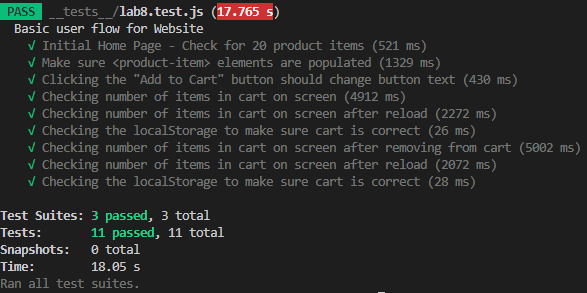 PASS __tests__/lab8.test.js (17.765 s)
Basic user flow for Website
√ Initial Home Page - Check for 20 product items (521 ms)
√ Make sure <product-item> elements are populated (1329 ms)
√ Clicking the "Add to Cart" button should change button text (430 ms)
√ Checking number of items in cart on screen (4912 ms)
√ Checking number of items in cart on screen after reload (2272 ms)
√ Checking the localStorage to make sure cart is correct (26 ms)
√ Checking number of items in cart on screen after removing from cart (5002 ms)
√ Checking number of items in cart on screen after reload (2072 ms)
√ Checking the localStorage to make sure cart is correct (28 ms)
Test Suites: 3 passed, 3 total
Tests: 11 passed, 11 total
Snapshots: 0 total
Time: 18.05 s
Ran all test suites.